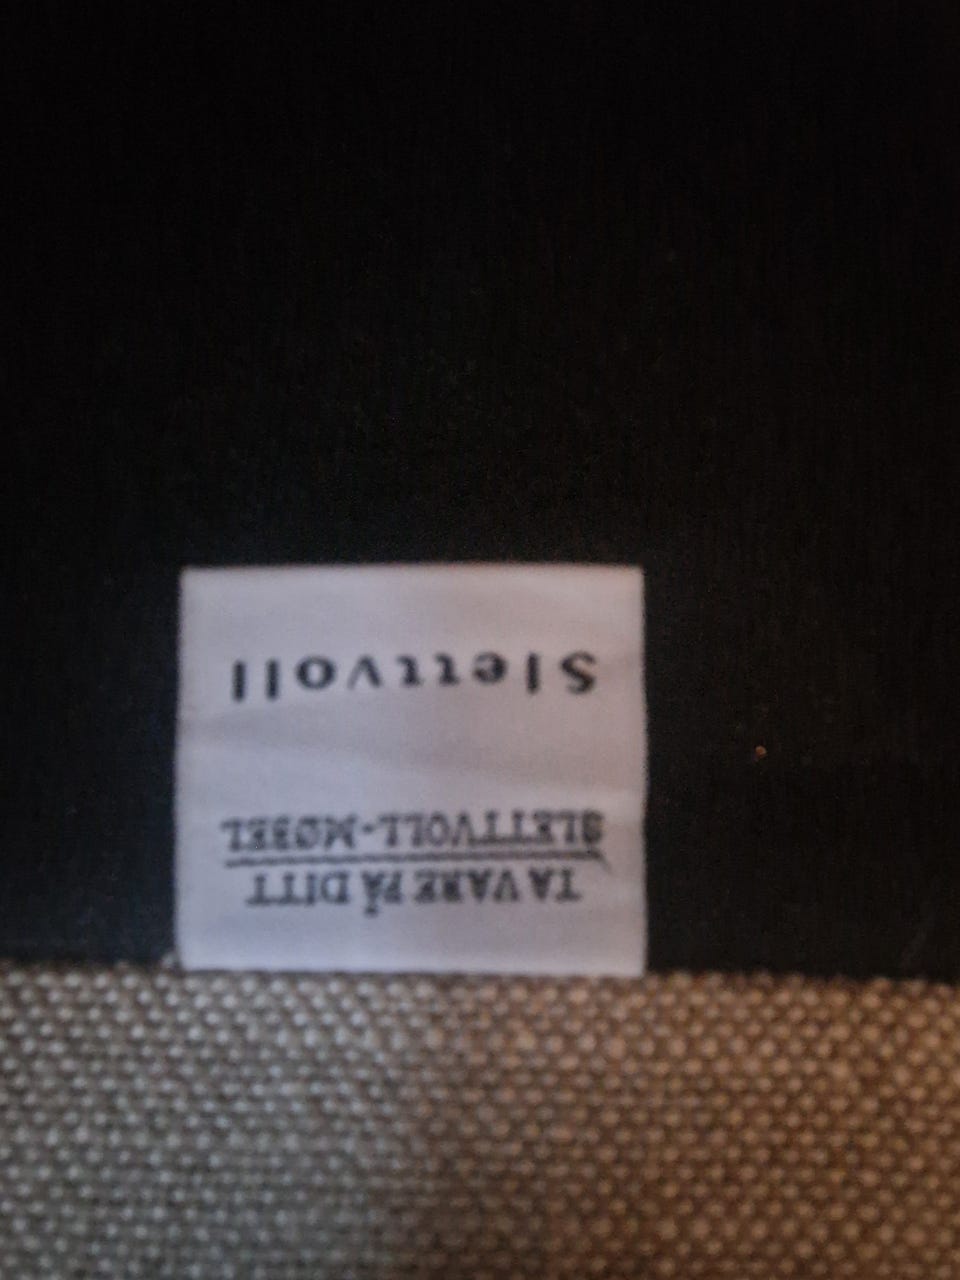 TA VARE PÅ DITT
SLETTVOLL-MØBEL
Slettvoll